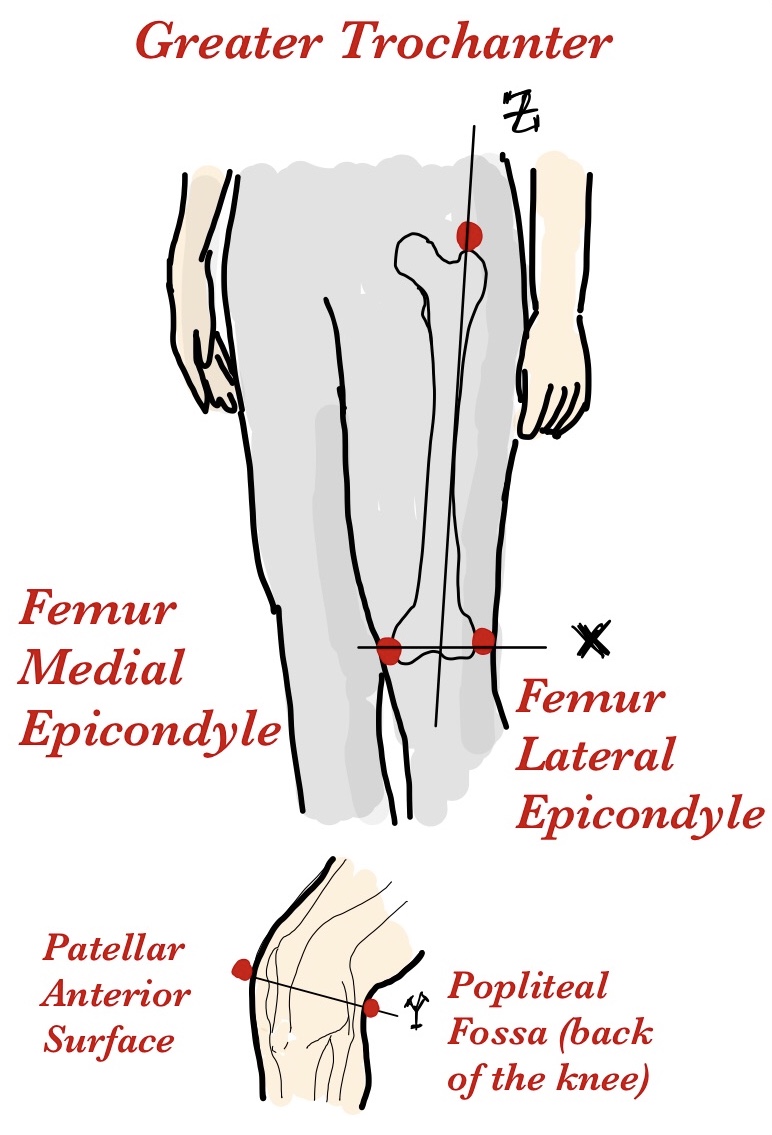 Greater Trochanter
Z
Femur
Medial
Epicondyle
X
Femur
Lateral
Epicondyle
Patellar
Anterior
Surface
Y
Popliteal
Fossa (back
of the knee)